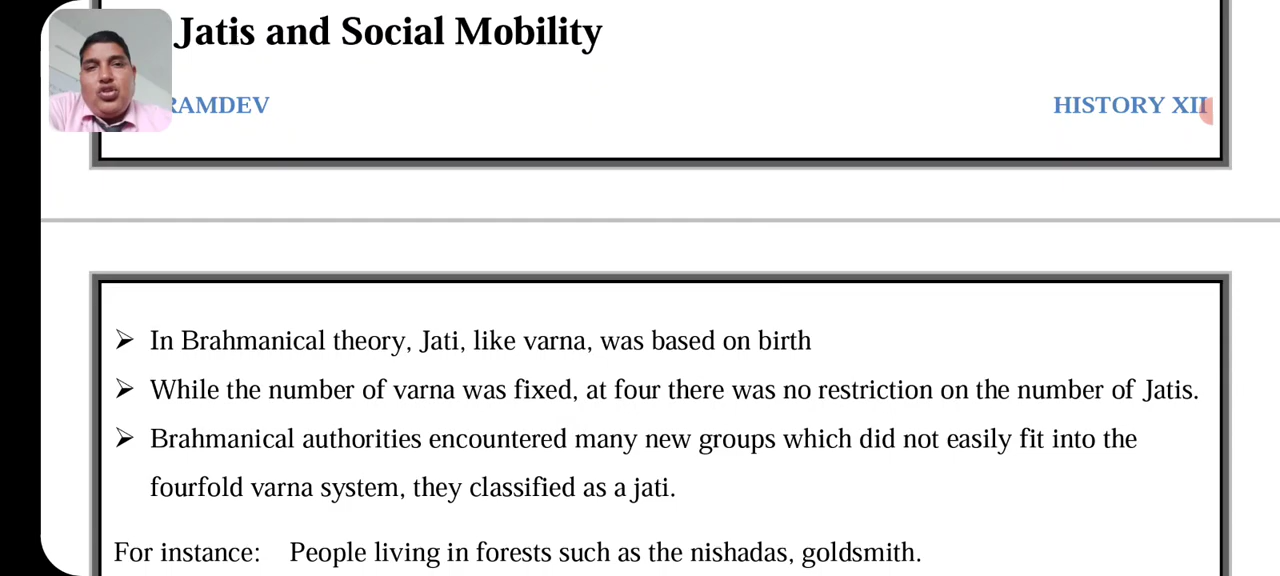 Jatis and Social Mobility
RAMDEV HISTORY XII
➢ In Brahmanical theory, Jati, like varna, was based on birth
➢ While the number of varna was fixed, at four there was no restriction on the number of Jatis.
➢ Brahmanical authorities encountered many new groups which did not easily fit into the
fourfold varna system, they classified as a jati.
For instance: People living in forests such as the nishadas, goldsmith.